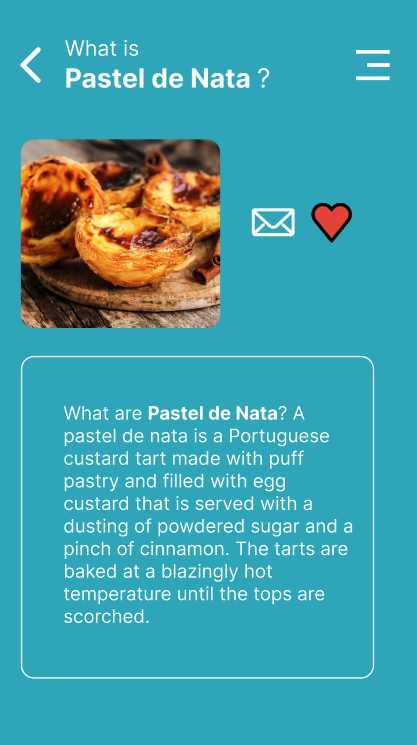 What is
Pastel de Nata ?
What are Pastel de Nata? A
pastel de nata is a Portuguese
custard tart made with puff
pastry and filled with egg
custard that is served with a
dusting of powdered sugar and a
pinch of cinnamon. The tarts are
baked at a blazingly hot
temperature until the tops are
scorched.